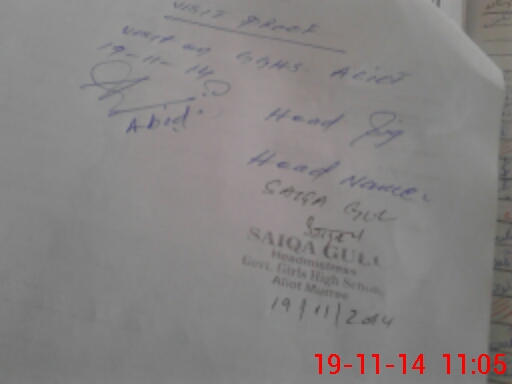 VISIT PROOF
VISIT on GGHS ALIOT
19-11-14
Abid.
Head Sig
Head Name:
SAIQA GUL
SAIQA GUL
Headmistress
Govt. Girls High School
Aliot Murree
19/11/2014
19-11-14 11:05